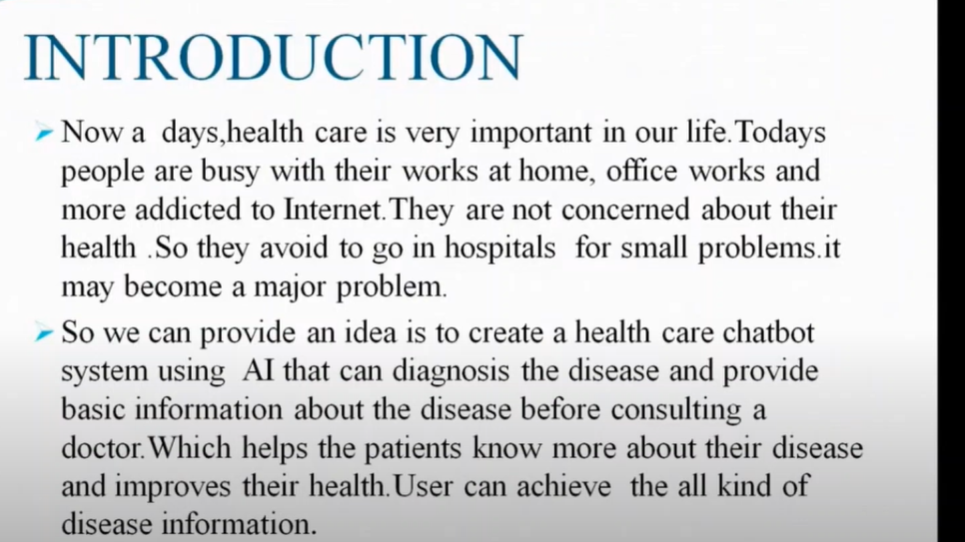 INTRODUCTION
Now a days,health care is very important in our life.Todays
people are busy with their works at home, office works and
more addicted to Internet.They are not concerned about their
health .So they avoid to go in hospitals for small problems.it
may become a major problem.
So we can provide an idea is to create a health care chatbot
system using AI that can diagnosis the disease and provide
basic information about the disease before consulting a
doctor.Which helps the patients know more about their disease
and improves their health.User can achieve the all kind of
disease information.